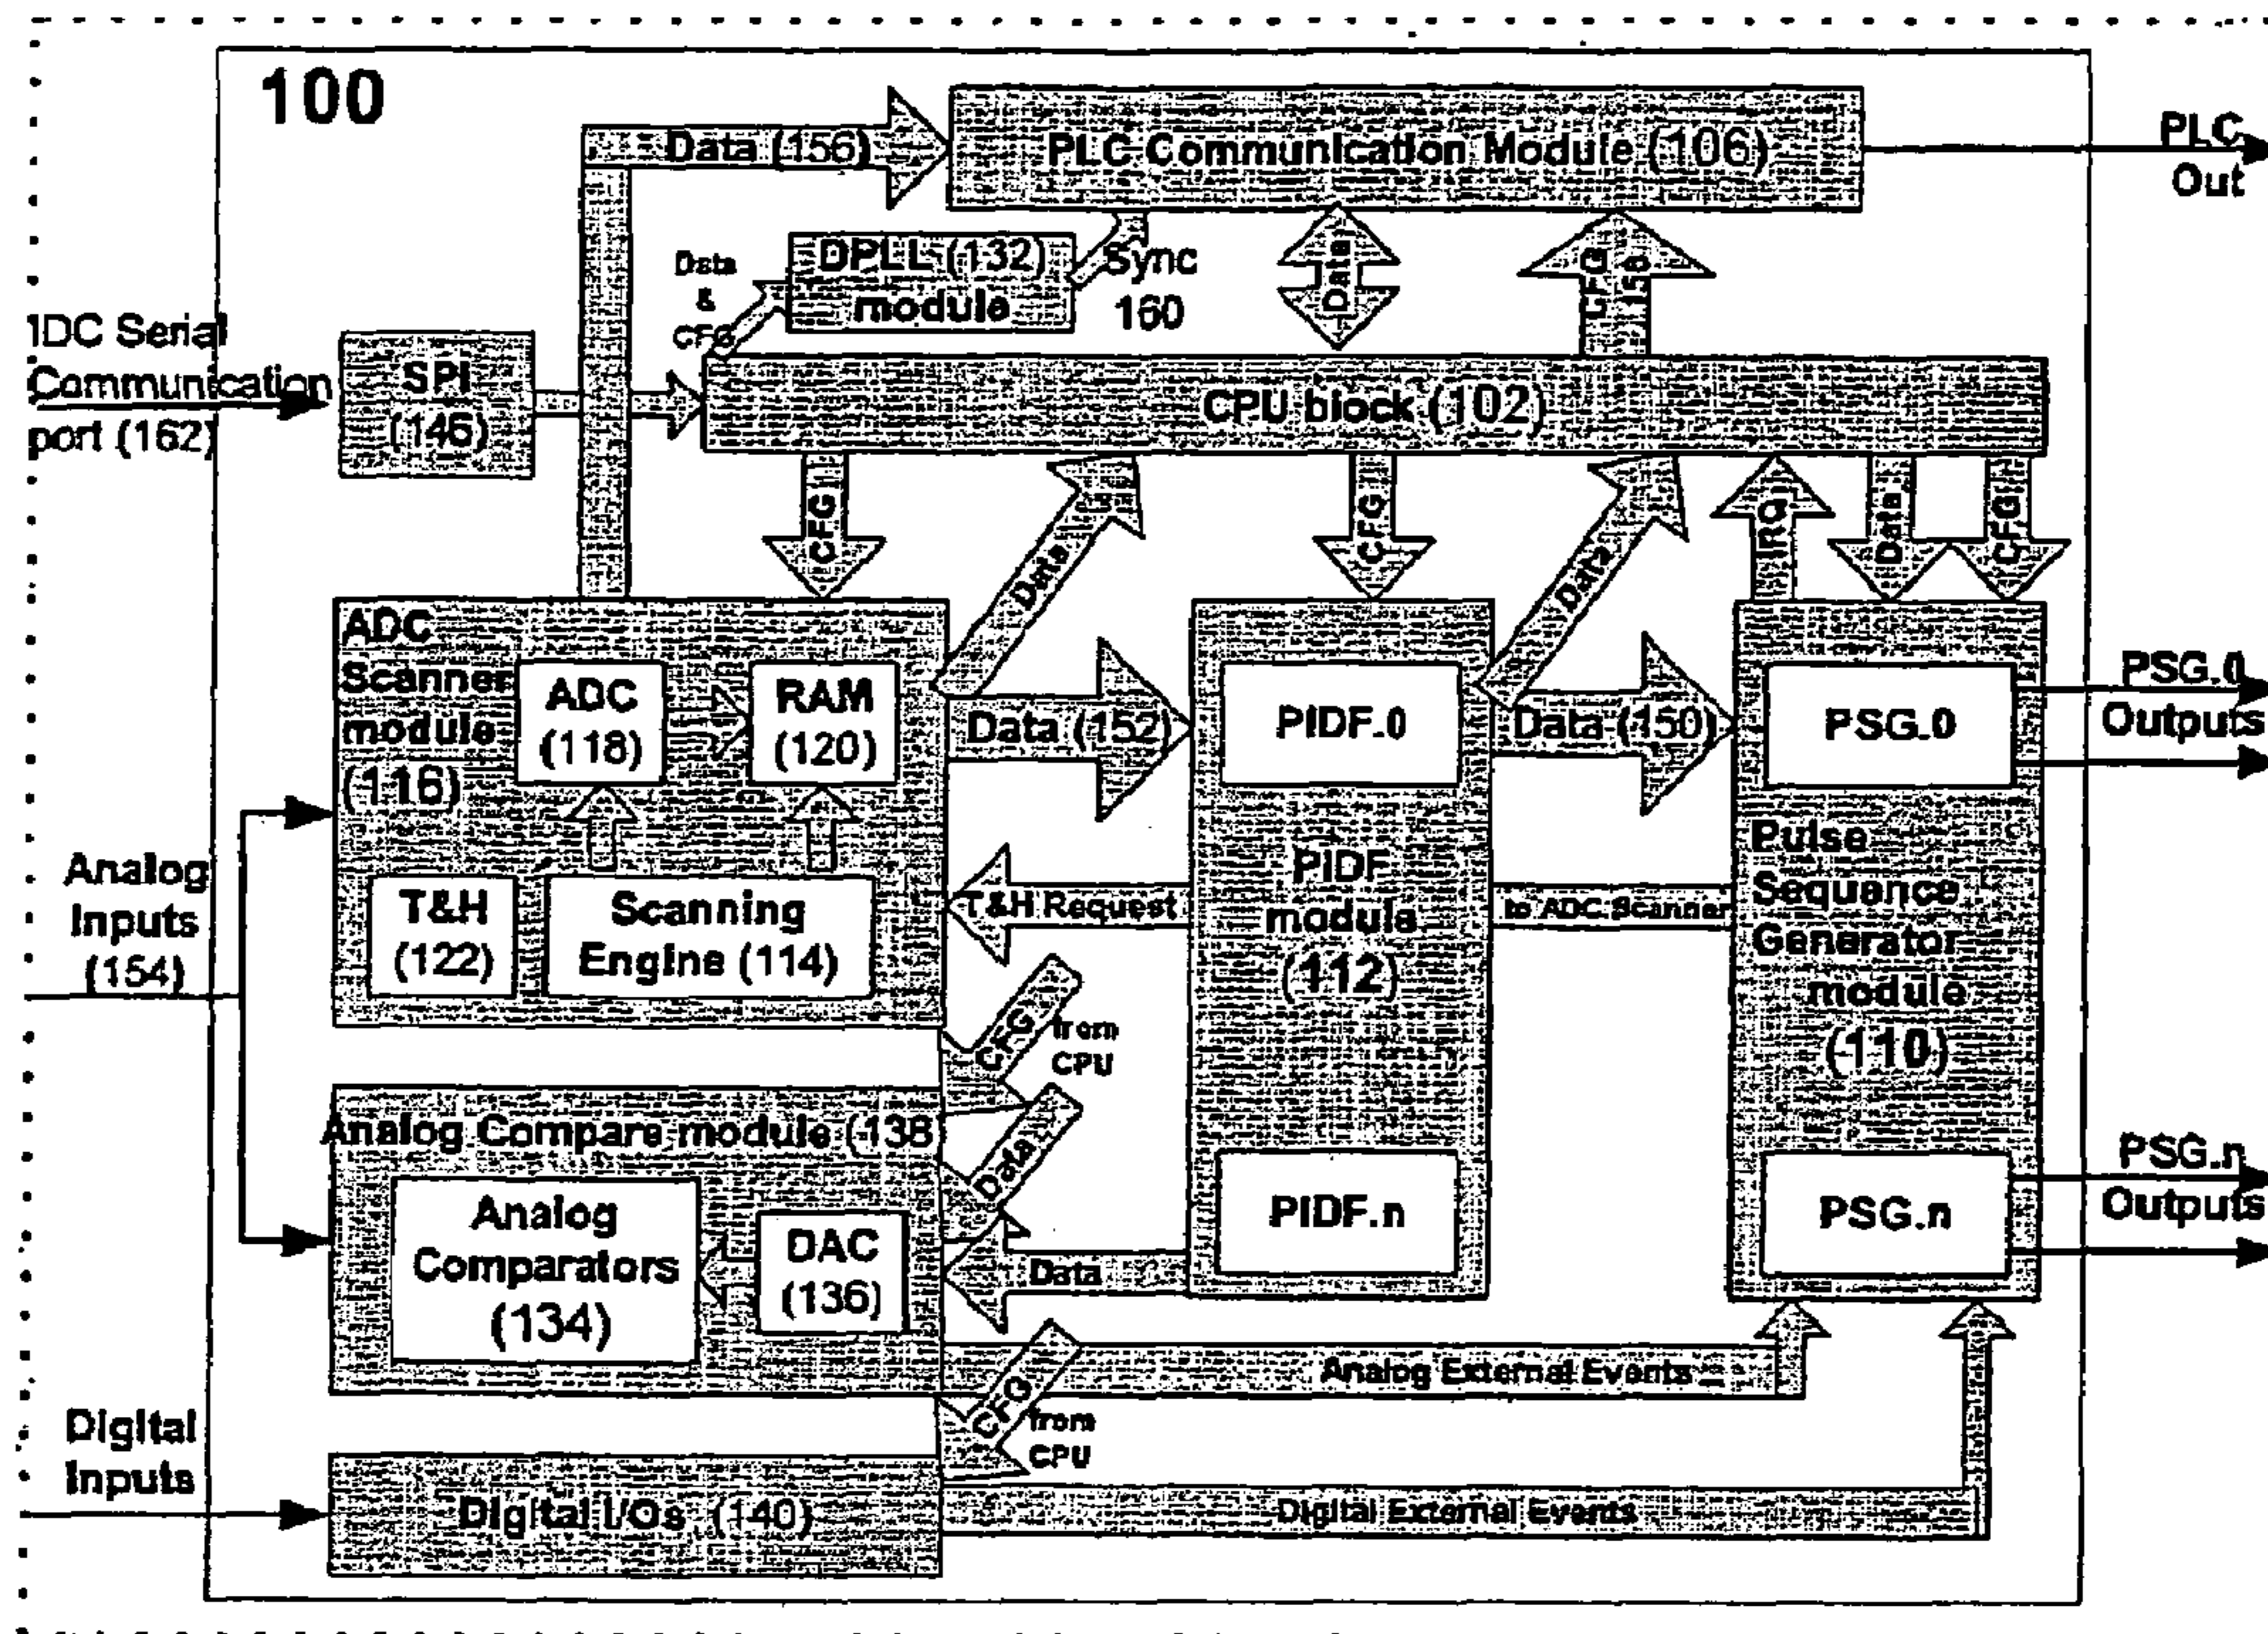 100
Data (156)
PLC Communication Module (106)
PLC
Out
Data
&
CFG
DPLL (132)
module
Sync
160
Data
CFG
158
IDC Serial
Communication
port (162)
SPI
(146)
CPU block (102)
CFG
Data
CFG
Data
IRQ
Data
CFG
ADC
Scanner
module
(116)
ADC
(118)
RAM
(120)
T&H
(122)
Scanning
Engine (114)
Data (152)
PIDF.0
Data (150)
PSG.0
PSG.0
Outputs
Analog
Inputs
(154)
T&H Request
PIDF
module
(112)
to ADC Scanner
Pulse
Sequence
Generator
module
(110)
CFG
from
CPU
Analog Compare module (138)
Data
Analog
Comparators
(134)
DAC
(136)
Data
PIDF.n
PSG.n
PSG.n
Outputs
Analog External Events
CFG
from
CPU
Digital
Inputs
Digital I/Os (140)
Digital External Events